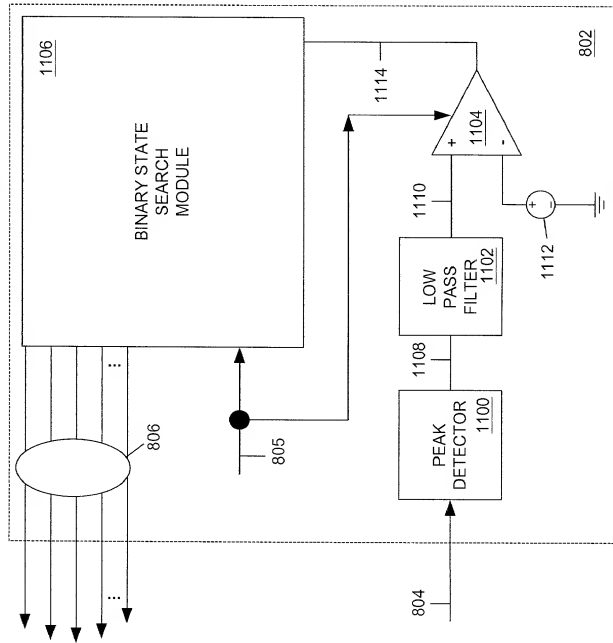 1106
BINARY STATE
SEARCH
MODULE
802
1114
806
...
...
805
+
-
1104
1110
+
-
1112
LOW
PASS
FILTER
1102
1108
PEAK
DETECTOR
1100
804